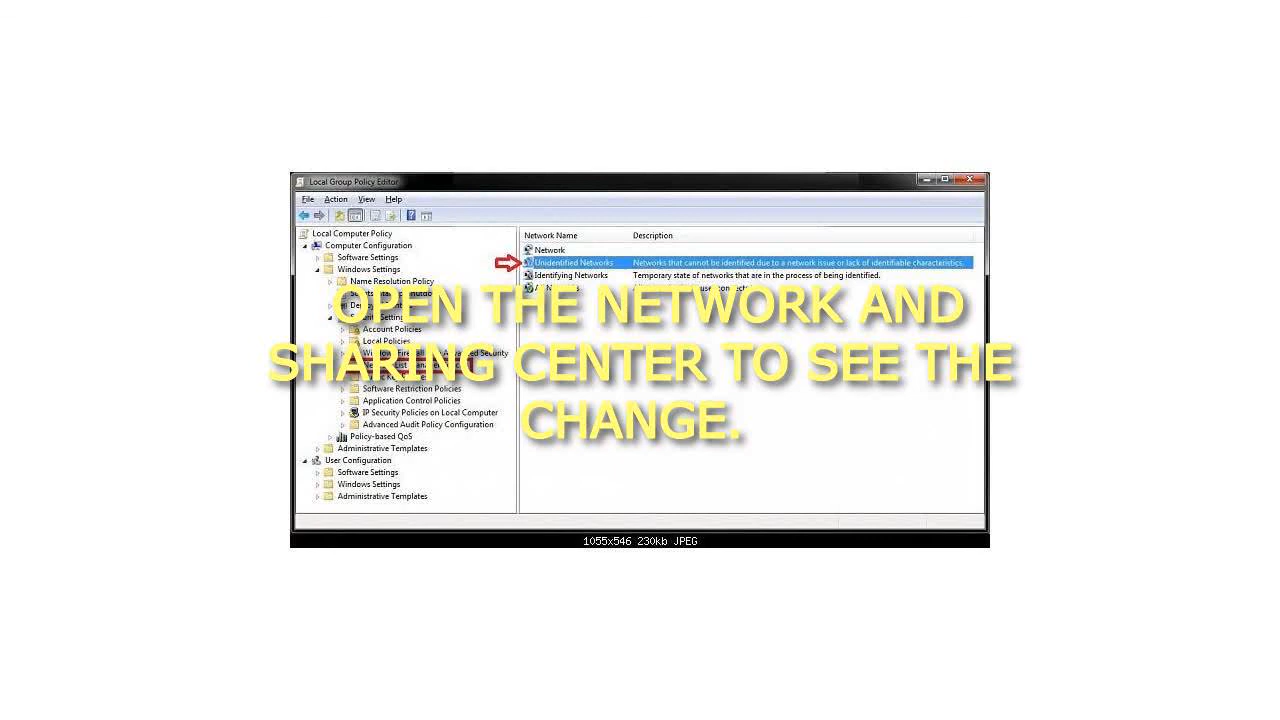 Local Group Policy Editor
File Action View Help
Local Computer Policy
Computer Configuration
Software Settings
Windows Settings
Name Resolution Policy
Account Policies
Local Policies
Advanced Security
Software Restriction Policies
Application Control Policies
IP Security Policies on Local Computer
Advanced Audit Policy Configuration
Policy-based QoS
Administrative Templates
User Configuration
Software Settings
Windows Settings
Administrative Templates
Network Name Description
Network
Unidentified Networks Networks that cannot be identified due to a network issue or lack of identifiable characteristics.
Identifying Networks Temporary state of networks that are in the process of being identified.
OPEN THE NETWORK AND
SHARING CENTER TO SEE THE
CHANGE.
1055x546 230kb JPEG